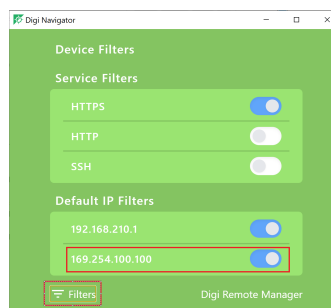 Digi Navigator
Device Filters
Service Filters
HTTPS
HTTP
SSH
Default IP Filters
192.168.210.1
169.254.100.100
Filters
Digi Remote Manager